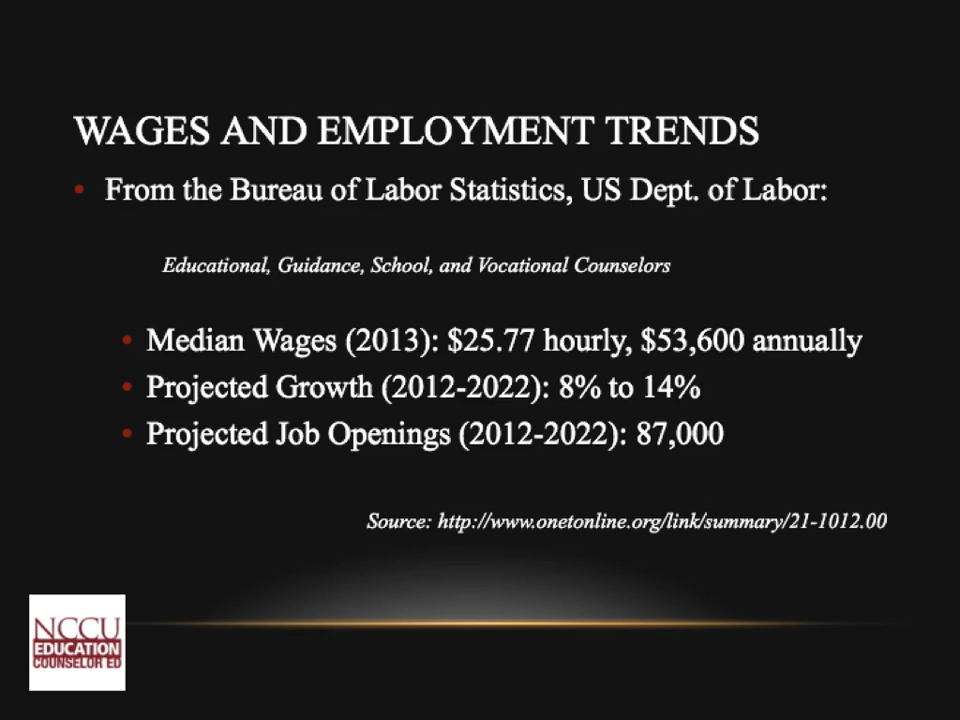 WAGES AND EMPLOYMENT TRENDS
• From the Bureau of Labor Statistics, US Dept. of Labor:
Educational, Guidance, School, and Vocational Counselors
• Median Wages (2013): $25.77 hourly, $53,600 annually
• Projected Growth (2012-2022): 8% to 14%
• Projected Job Openings (2012-2022): 87,000
Source: http://www.onetonline.org/link/summary/21-1012.00
NCCU
EDUCATION
COUNSELOR ED